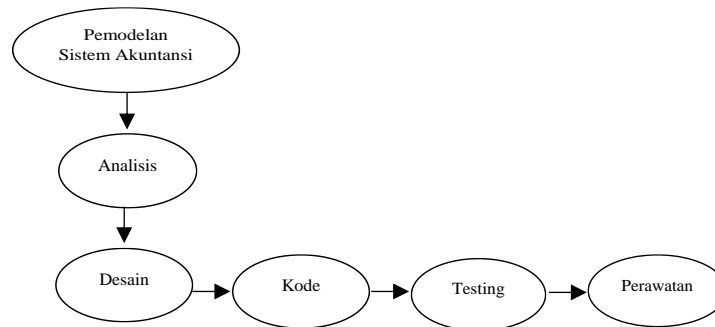 Pemodelan
Sistem Akuntansi
Analisis
Desain
Kode
Testing
Perawatan